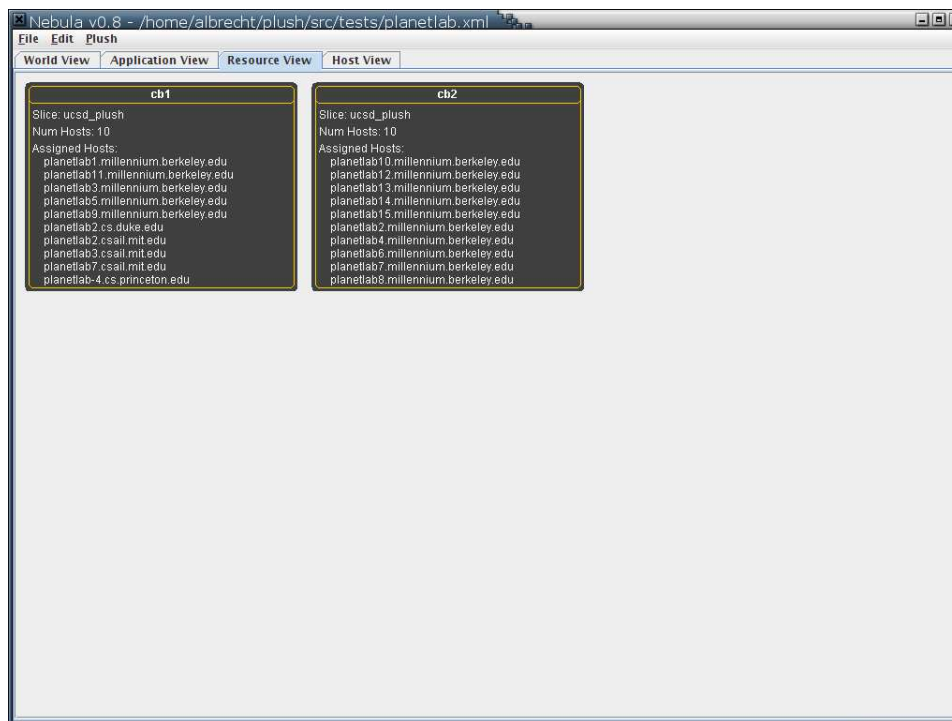 Nebula v0.8 - /home/albrecht/plush/src/tests/planetlab.xml
File Edit Plush
World View Application View Resource View Host View
cb1
Slice: ucsd_plush
Num Hosts: 10
Assigned Hosts:
planetlab1.millennium.berkeley.edu
planetlab11.millennium.berkeley.edu
planetlab3.millennium.berkeley.edu
planetlab5.millennium.berkeley.edu
planetlab9.millennium.berkeley.edu
planetlab2.cs.duke.edu
planetlab2.csail.mit.edu
planetlab3.csail.mit.edu
planetlab7.csail.mit.edu
planetlab-4.cs.princeton.edu
cb2
Slice: ucsd_plush
Num Hosts: 10
Assigned Hosts:
planetlab10.millennium.berkeley.edu
planetlab12.millennium.berkeley.edu
planetlab13.millennium.berkeley.edu
planetlab14.millennium.berkeley.edu
planetlab15.millennium.berkeley.edu
planetlab2.millennium.berkeley.edu
planetlab4.millennium.berkeley.edu
planetlab6.millennium.berkeley.edu
planetlab7.millennium.berkeley.edu
planetlab8.millennium.berkeley.edu